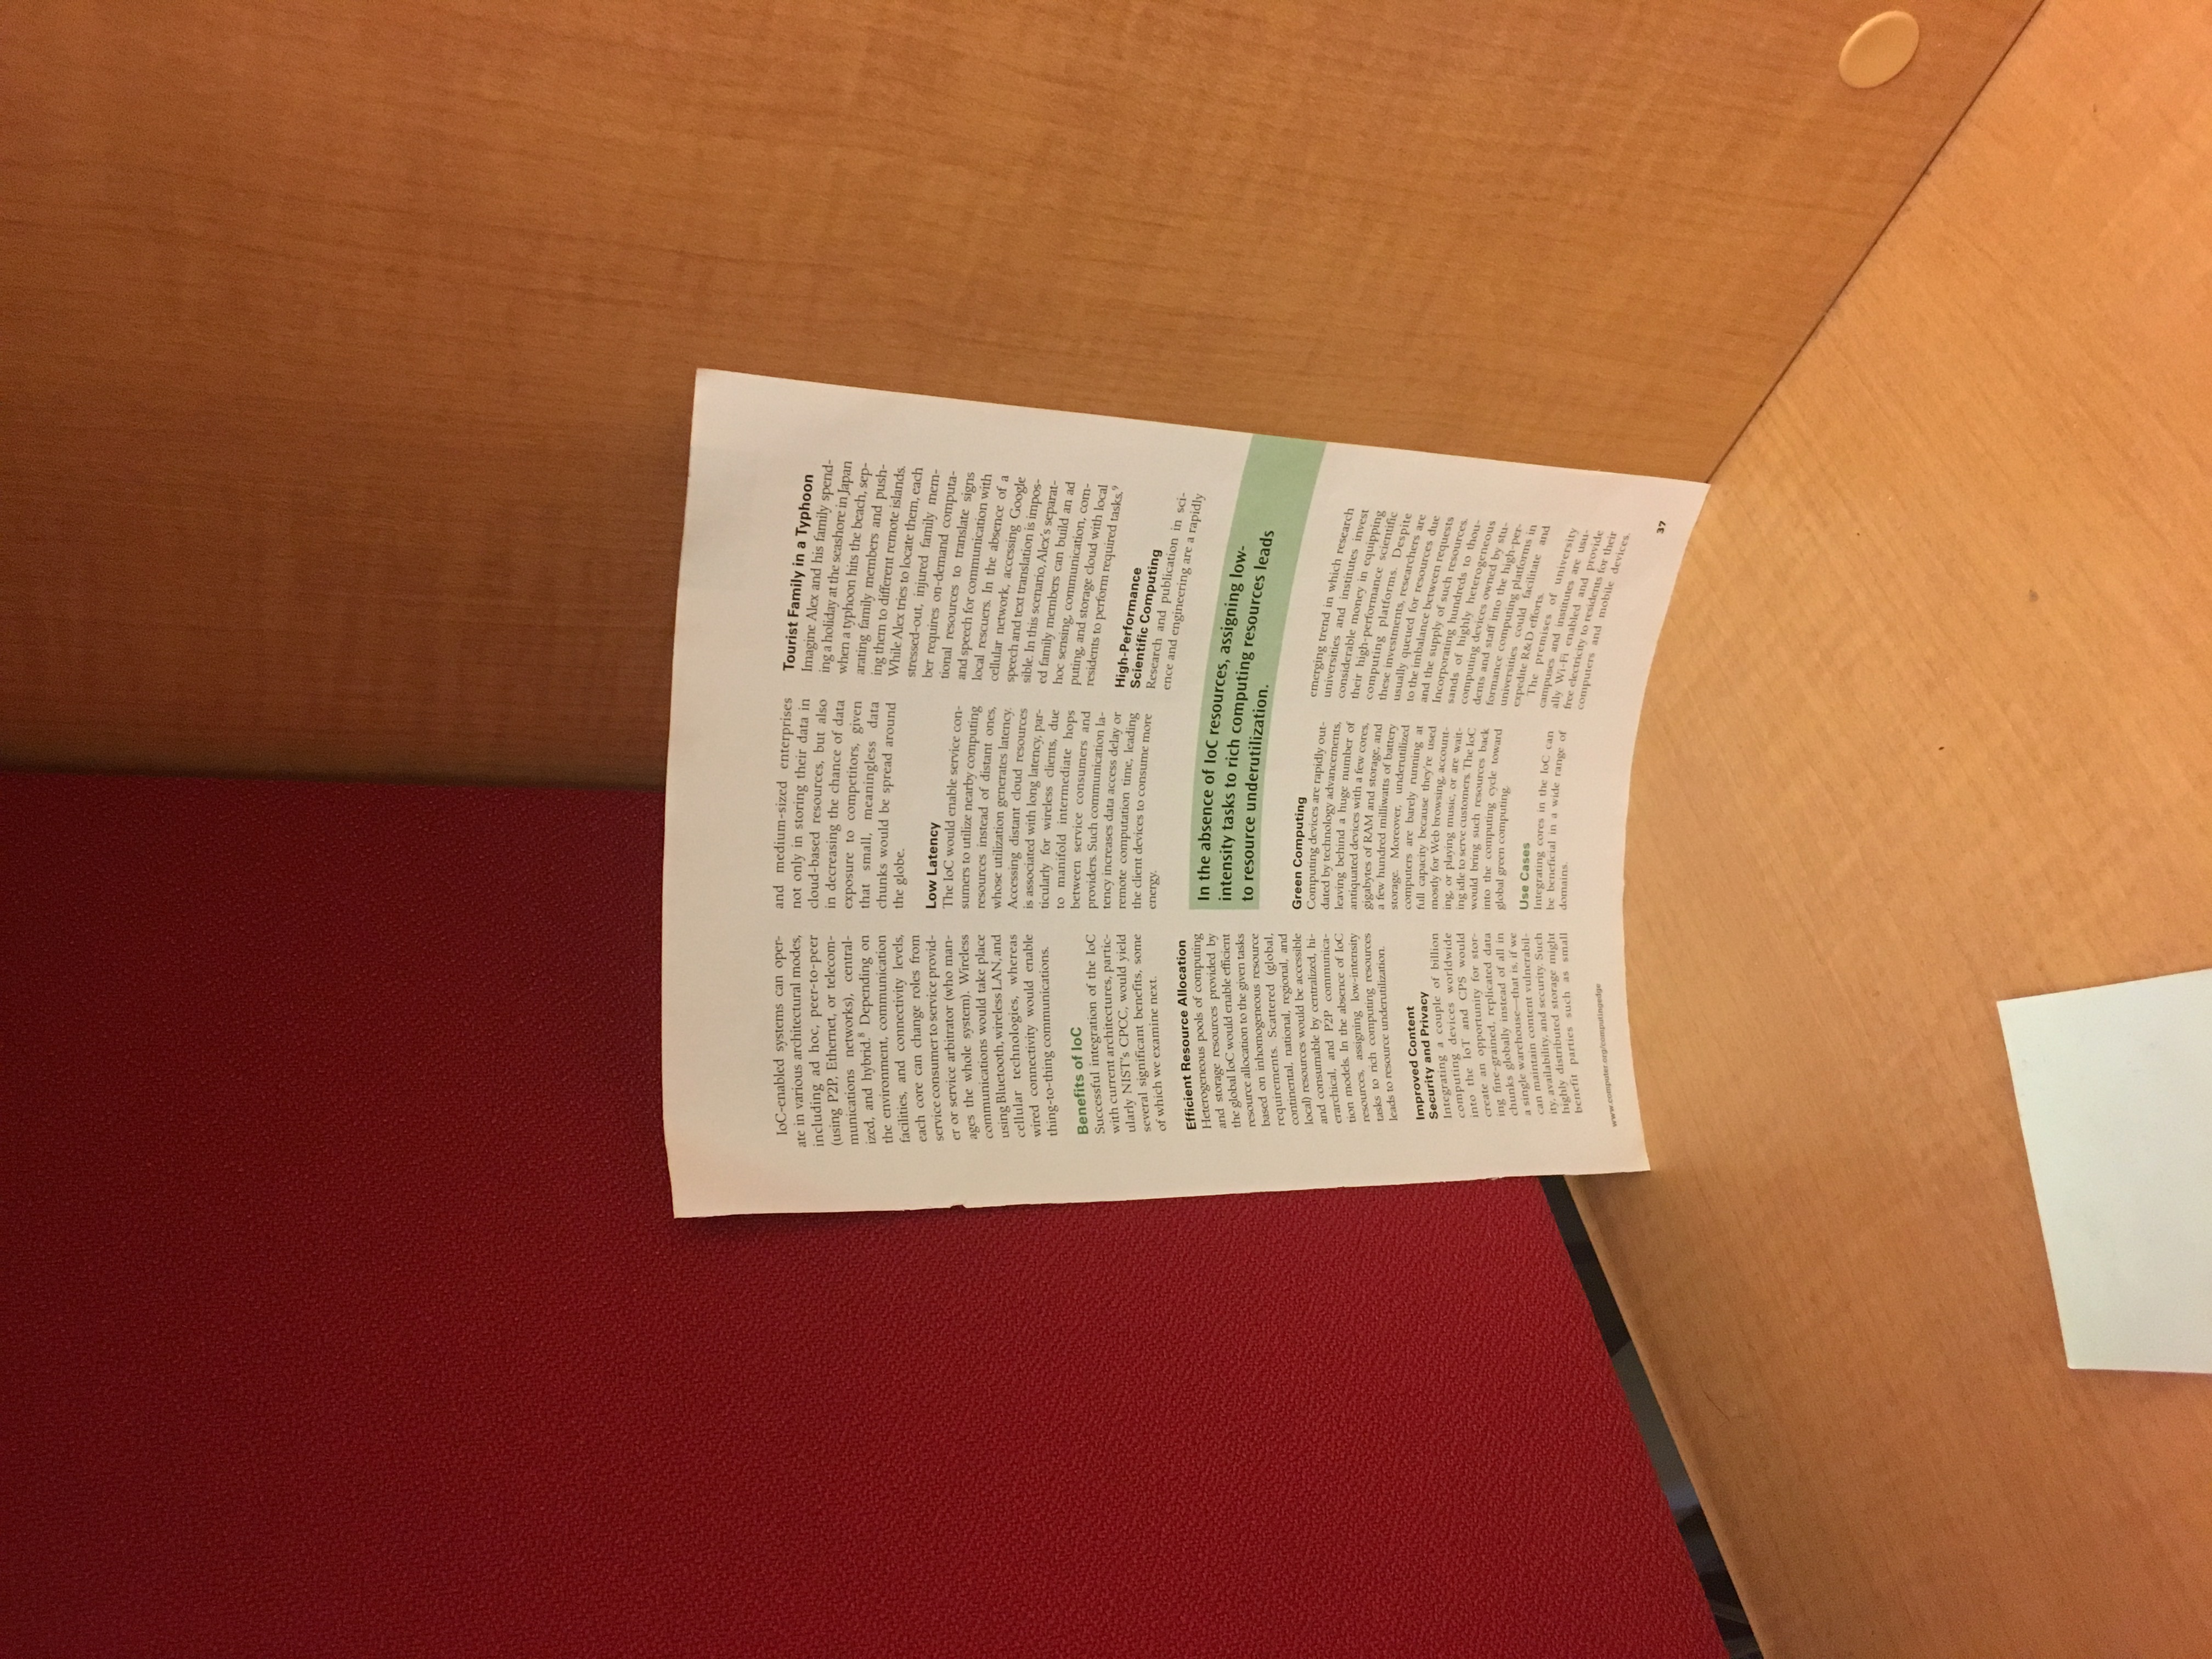 IoC-enabled systems can oper-
ate in various architectural modes,
including ad hoc, peer-to-peer
(using P2P, Ethernet, or telecom-
munications networks), central-
ized, and hybrid.⁸ Depending on
the environment, communication
facilities, and connectivity levels,
each core can change roles from
service consumer to service provid-
er or service arbitrator (who man-
ages the whole system). Wireless
communications would take place
using Bluetooth, wireless LAN, and
cellular technologies, whereas
wired connectivity would enable
thing-to-thing communications.
Benefits of IoC
Successful integration of the IoC
with current architectures, partic-
ularly NIST's CPCC, would yield
several significant benefits, some
of which we examine next.
Efficient Resource Allocation
Heterogeneous pools of computing
and storage resources provided by
the global IoC would enable efficient
resource allocation to the given tasks
based on inhomogeneous resource
requirements. Scattered (global,
continental, national, regional, and
local) resources would be accessible
and consumable by centralized, hi-
erarchical, and P2P communica-
tion models. In the absence of IoC
resources, assigning low-intensity
tasks to rich computing resources
leads to resource underutilization.
Improved Content
Security and Privacy
Integrating a couple of billion
computing devices worldwide
into the IoT and CPS would
create an opportunity for stor-
ing fine-grained, replicated data
chunks globally instead of all in
a single warehouse—that is, if we
can maintain content vulnerabil-
ity, availability, and security. Such
highly distributed storage might
benefit parties such as small
and medium-sized enterprises
not only in storing their data in
cloud-based resources, but also
in decreasing the chance of data
exposure to competitors, given
that small, meaningless data
chunks would be spread around
the globe.
Low Latency
The IoC would enable service con-
sumers to utilize nearby computing
resources instead of distant ones,
whose utilization generates latency.
Accessing distant cloud resources
is associated with long latency, par-
ticularly for wireless clients, due
to manifold intermediate hops
between service consumers and
providers. Such communication la-
tency increases data access delay or
remote computation time, leading
the client devices to consume more
energy.
Green Computing
Computing devices are rapidly out-
dated by technology advancements,
leaving behind a huge number of
antiquated devices with a few cores,
gigabytes of RAM and storage, and
a few hundred milliwatts of battery
storage. Moreover, underutilized
computers are barely running at
full capacity because they're used
mostly for Web browsing, account-
ing, or playing music, or are wait-
ing idle to serve customers. The IoC
would bring such resources back
into the computing cycle toward
global green computing.
Use Cases
Integrating cores in the IoC can
be beneficial in a wide range of
domains.
Tourist Family in a Typhoon
Imagine Alex and his family spend-
ing a holiday at the seashore in Japan
when a typhoon hits the beach, sep-
arating family members and push-
ing them to different remote islands.
While Alex tries to locate them, each
stressed-out, injured family mem-
ber requires on-demand computa-
tional resources to translate signs
and speech for communication with
local rescuers. In the absence of a
cellular network, accessing Google
speech and text translation is impos-
sible. In this scenario, Alex's separat-
ed family members can build an ad
hoc sensing, communication, com-
puting, and storage cloud with local
residents to perform required tasks.⁹
High-Performance
Scientific Computing
Research and publication in sci-
ence and engineering are a rapidly
In the absence of IoC resources, assigning low-
intensity tasks to rich computing resources leads
to resource underutilization.
emerging trend in which research
universities and institutes invest
considerable money in equipping
their high-performance scientific
computing platforms. Despite
these investments, researchers are
usually queued for resources due
to the imbalance between requests
and the supply of such resources.
Incorporating hundreds to thou-
sands of highly heterogeneous
computing devices owned by stu-
dents and staff into the high-per-
formance computing platforms in
universities could facilitate and
expedite R&D efforts.
The premises of university
campuses and institutes are usu-
ally Wi-Fi enabled and provide
free electricity to residents for their
computers and mobile devices.
www.computer.org/computingedge
37